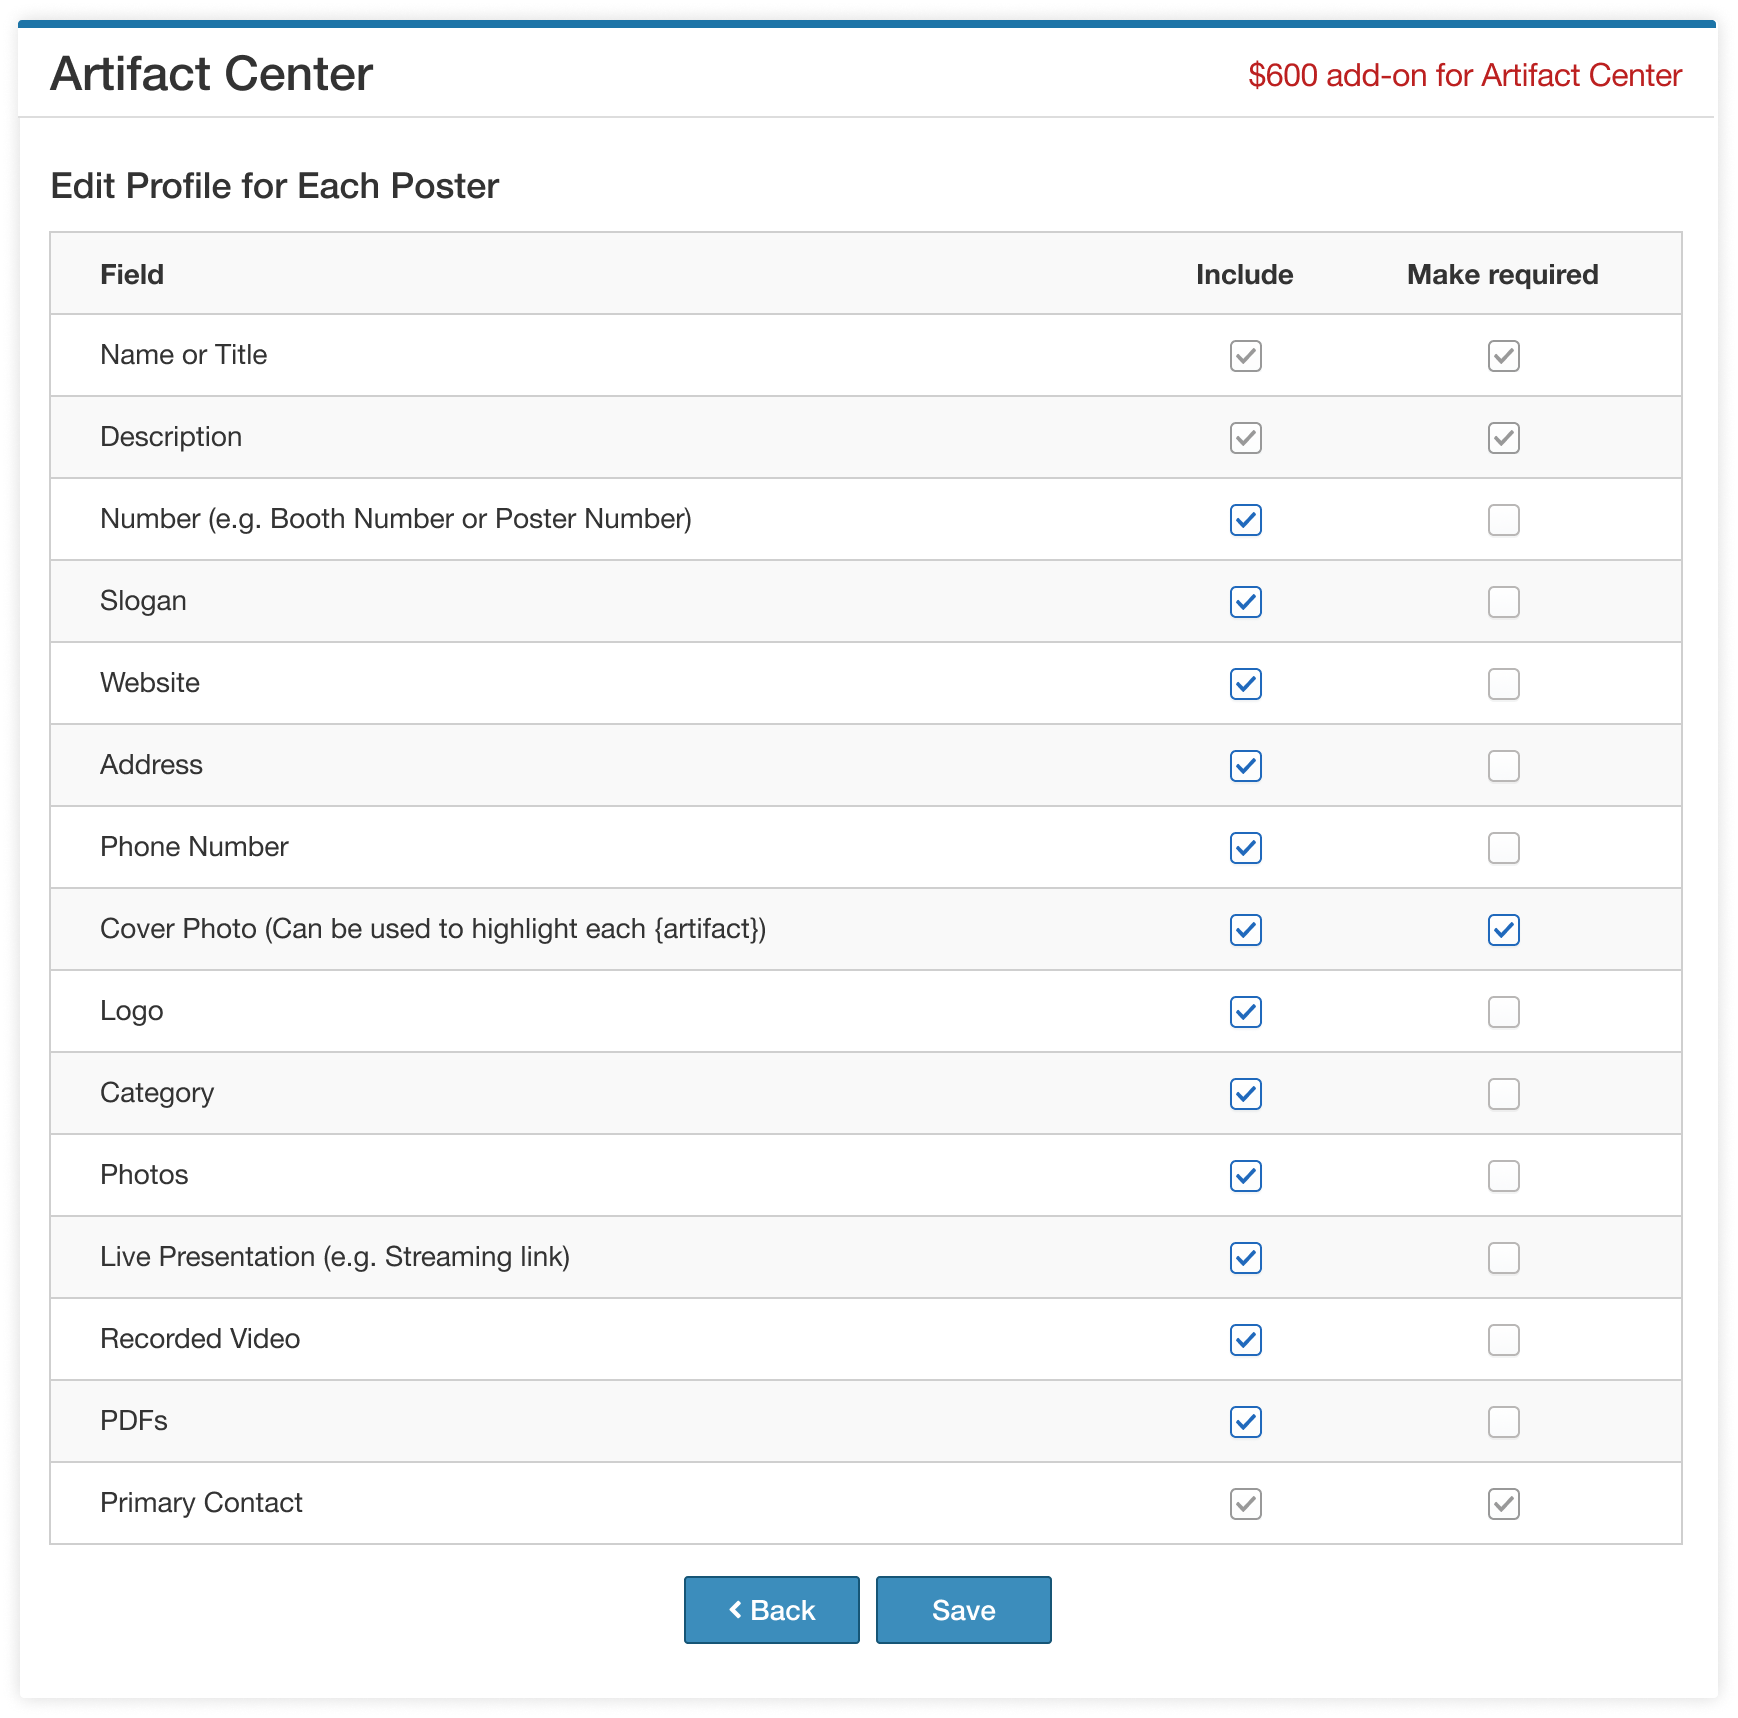 Artifact Center
$600 add-on for Artifact Center
Edit Profile for Each Poster
Field Include Make required
Name or Title
Description
Number (e.g. Booth Number or Poster Number)
Slogan
Website
Address
Phone Number
Cover Photo (Can be used to highlight each {artifact})
Logo
Category
Photos
Live Presentation (e.g. Streaming link)
Recorded Video
PDFs
Primary Contact
Back
Save